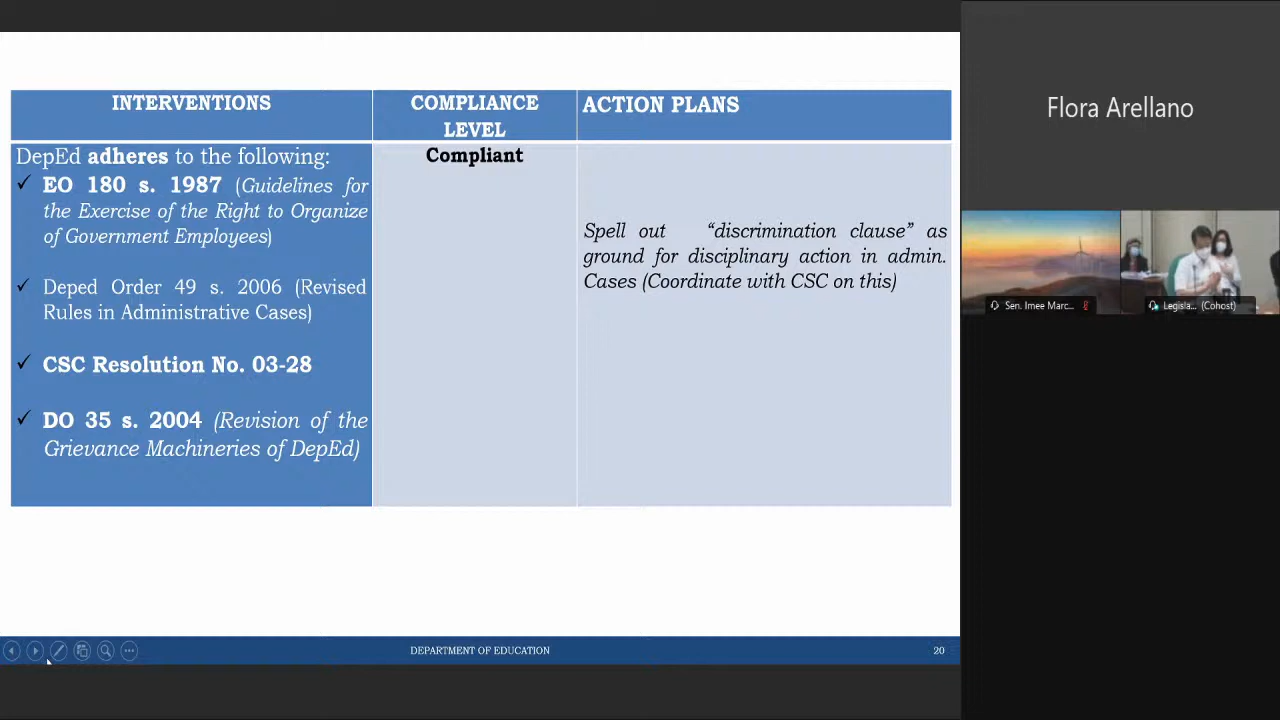 INTERVENTIONS
COMPLIANCE
LEVEL
ACTION PLANS
DepEd adheres to the following:
✓ EO 180 s. 1987 (Guidelines for
the Exercise of the Right to Organize
of Government Employees)
✓ Deped Order 49 s. 2006 (Revised
Rules in Administrative Cases)
✓ CSC Resolution No. 03-28
✓ DO 35 s. 2004 (Revision of the
Grievance Machineries of DepEd)
Compliant
Spell out “discrimination clause” as
ground for disciplinary action in admin.
Cases (Coordinate with CSC on this)
DEPARTMENT OF EDUCATION
20
Flora Arellano
Sen. Imee Marc...
Legisla... (Cohost)